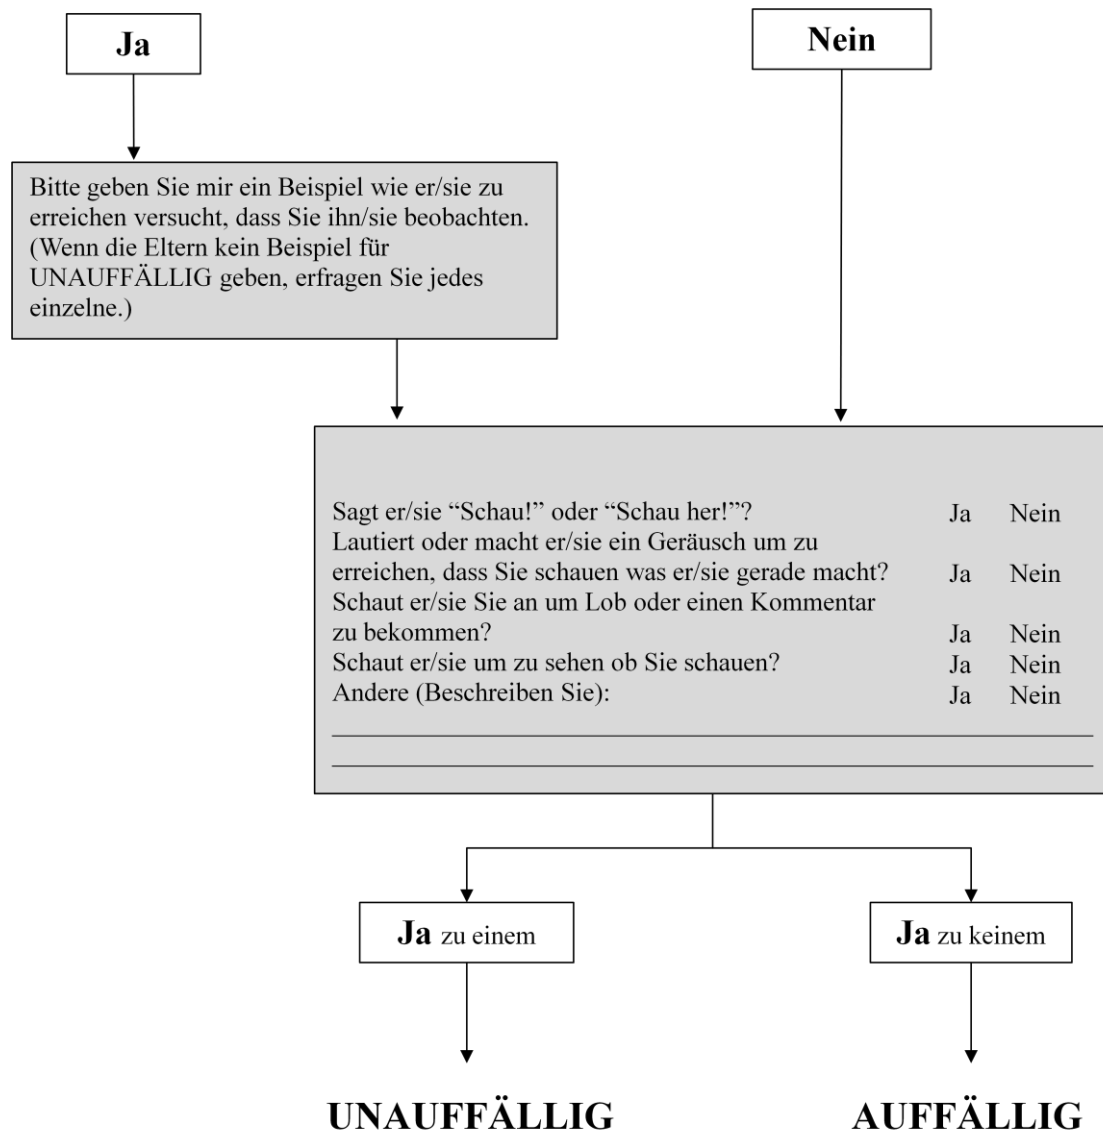 Ja
Nein
Bitte geben Sie mir ein Beispiel wie er/sie zu
erreichen versucht, dass Sie ihn/sie beobachten.
(Wenn die Eltern kein Beispiel für
UNAUFFÄLLIG geben, erfragen Sie jedes
einzelne.)
Sagt er/sie “Schau!” oder “Schau her!”? Ja Nein
Lautiert oder macht er/sie ein Geräusch um zu
erreichen, dass Sie schauen was er/sie gerade macht? Ja Nein
Schaut er/sie Sie an um Lob oder einen Kommentar
zu bekommen? Ja Nein
Schaut er/sie um zu sehen ob Sie schauen? Ja Nein
Andere (Beschreiben Sie): Ja Nein
Ja zu einem
Ja zu keinem
UNAUFFÄLLIG
AUFFÄLLIG